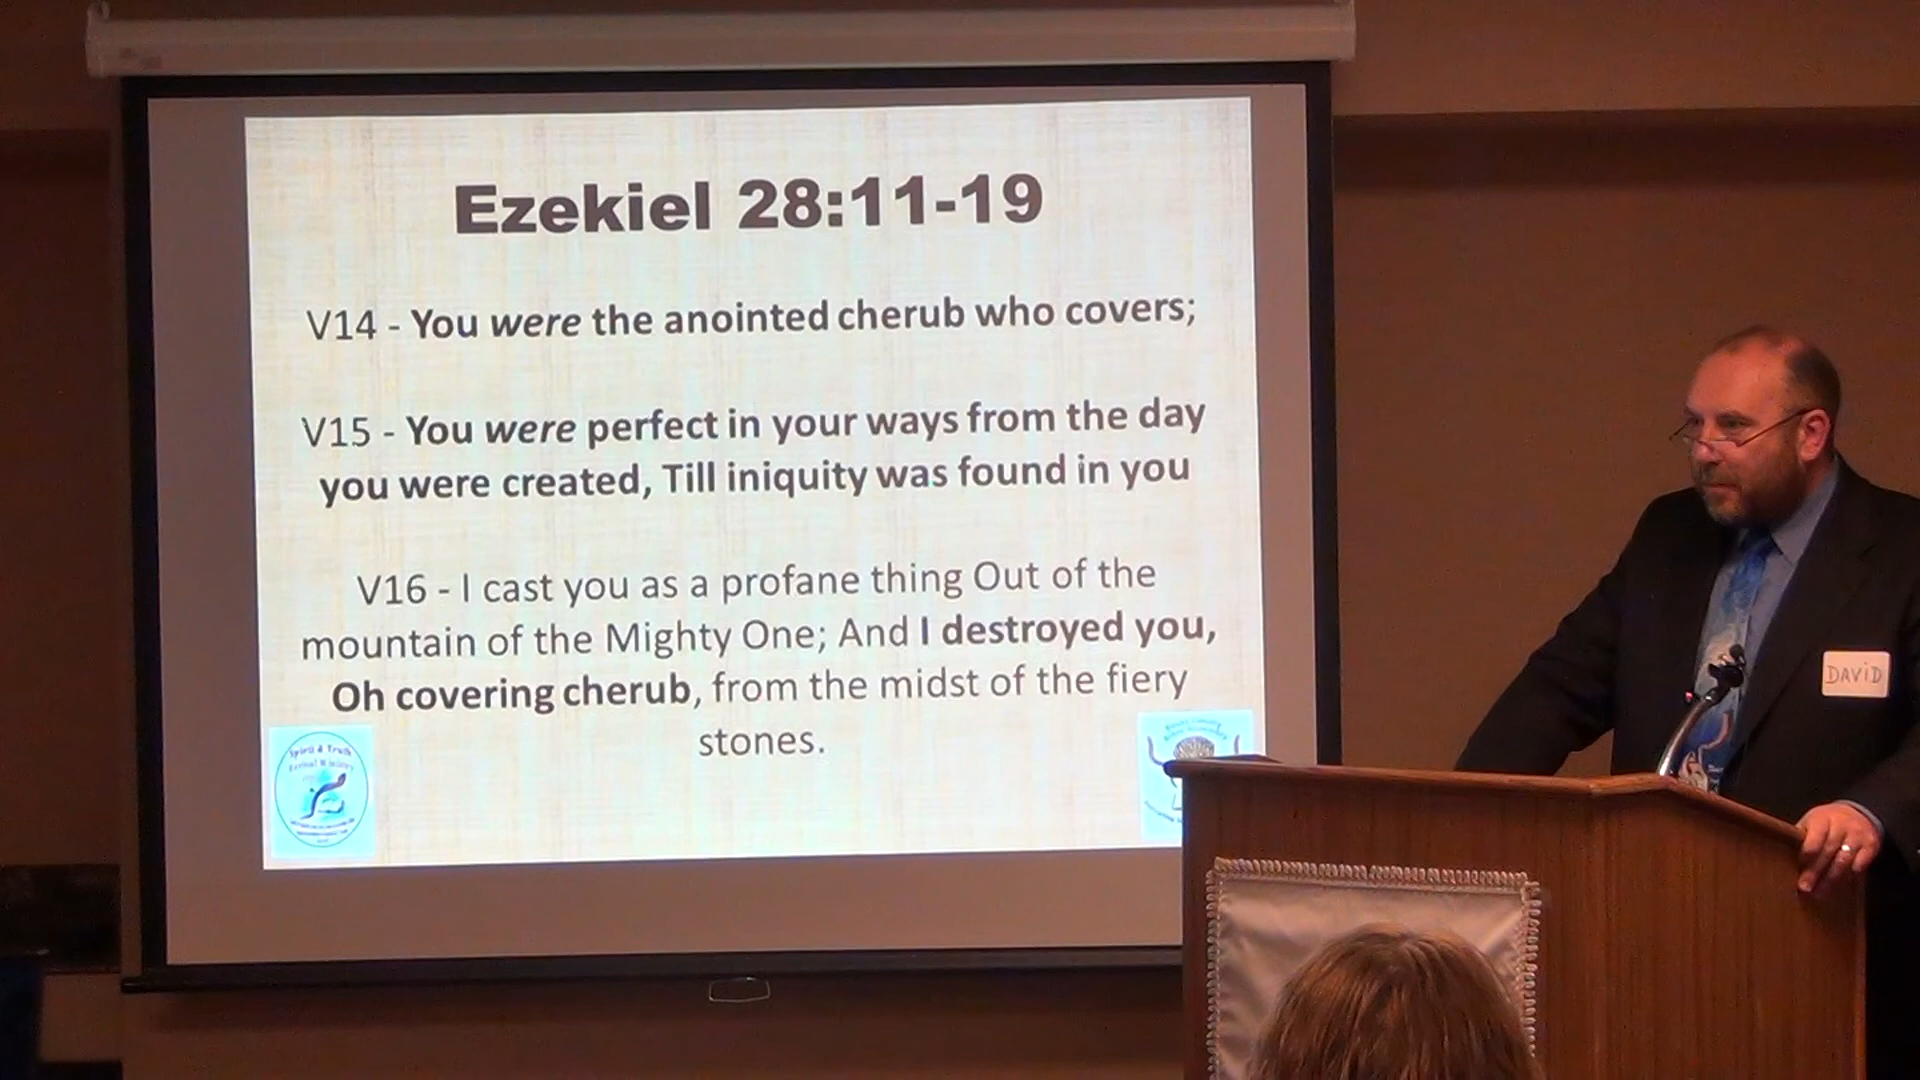 Ezekiel 28:11-19
V14 - You were the anointed cherub who covers;
V15 - You were perfect in your ways from the day
you were created, Till iniquity was found in you
V16 - I cast you as a profane thing Out of the
mountain of the Mighty One; And I destroyed you,
Oh covering cherub, from the midst of the fiery
stones.
Spirit & Truth
DAVID